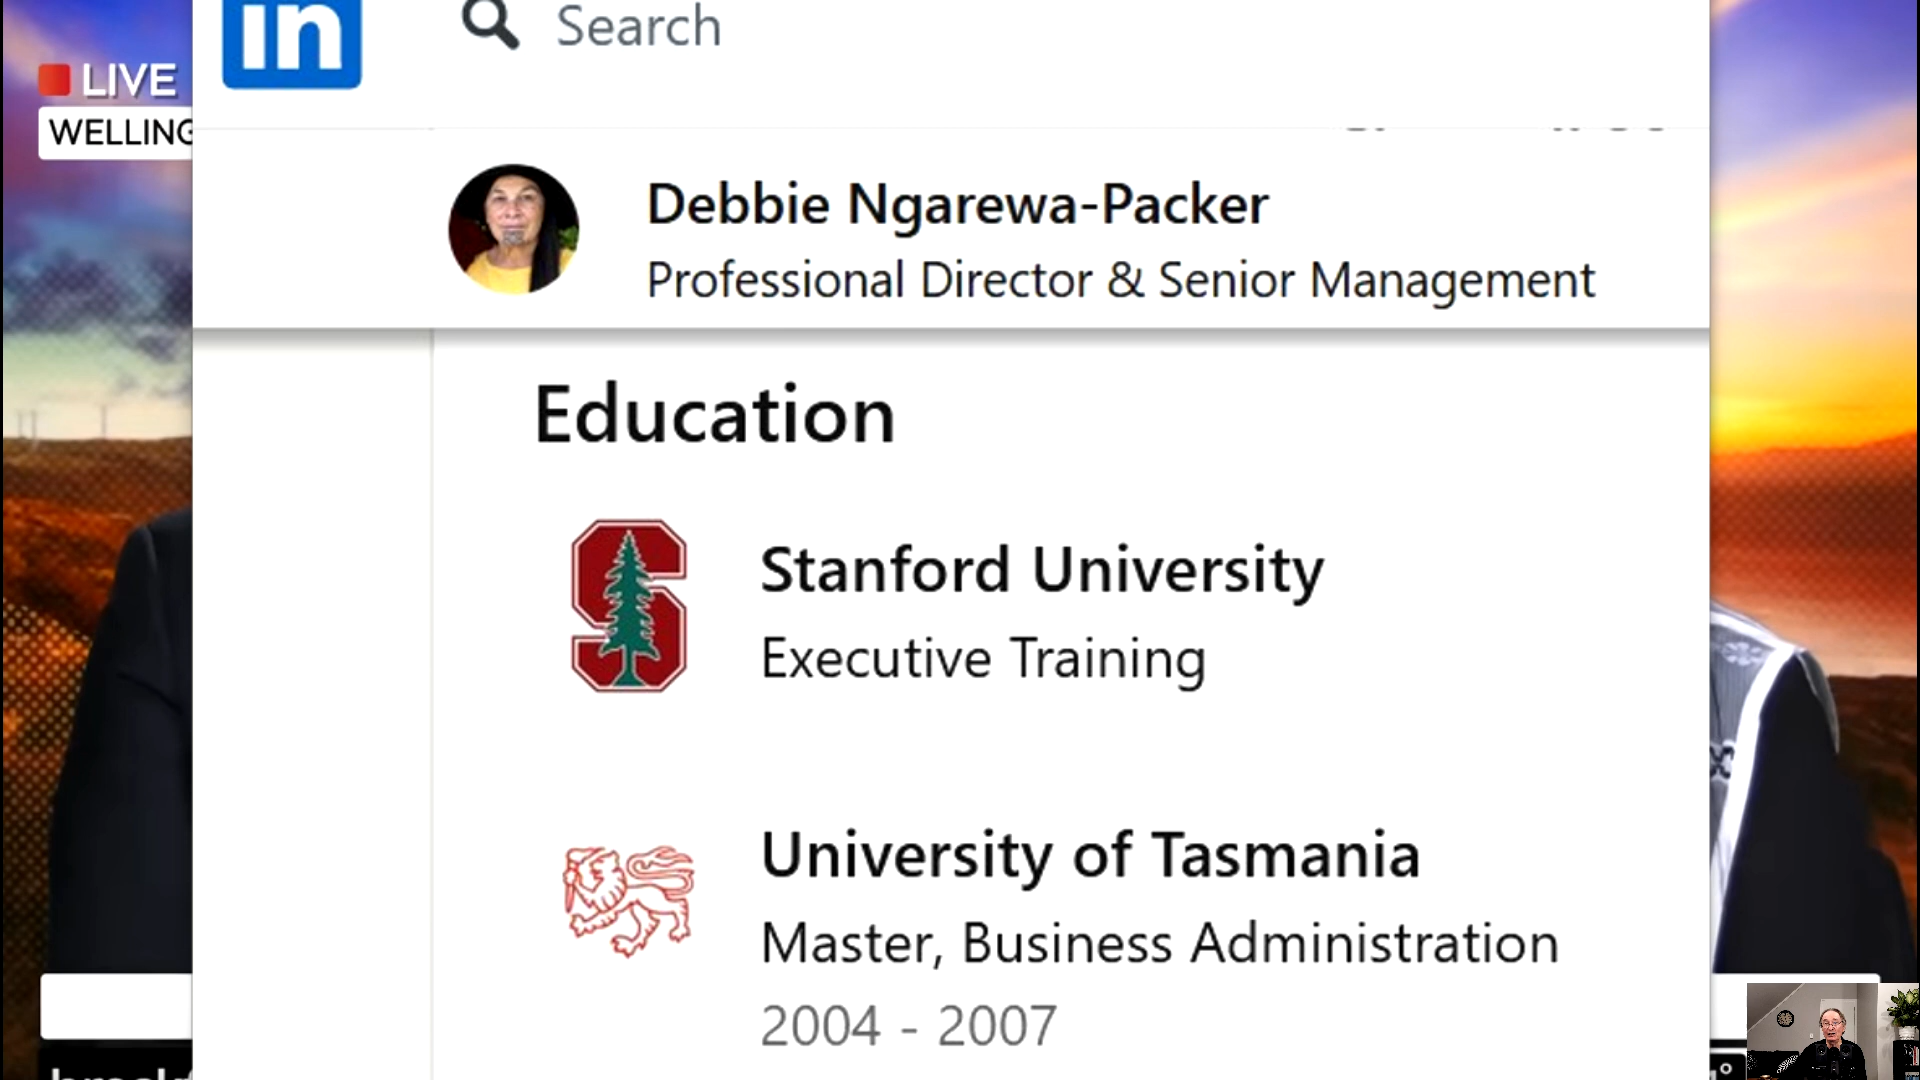 in
Search
LIVE
WELLING
Debbie Ngarewa-Packer
Professional Director & Senior Management
Education
Stanford University
Executive Training
University of Tasmania
Master, Business Administration
2004 - 2007